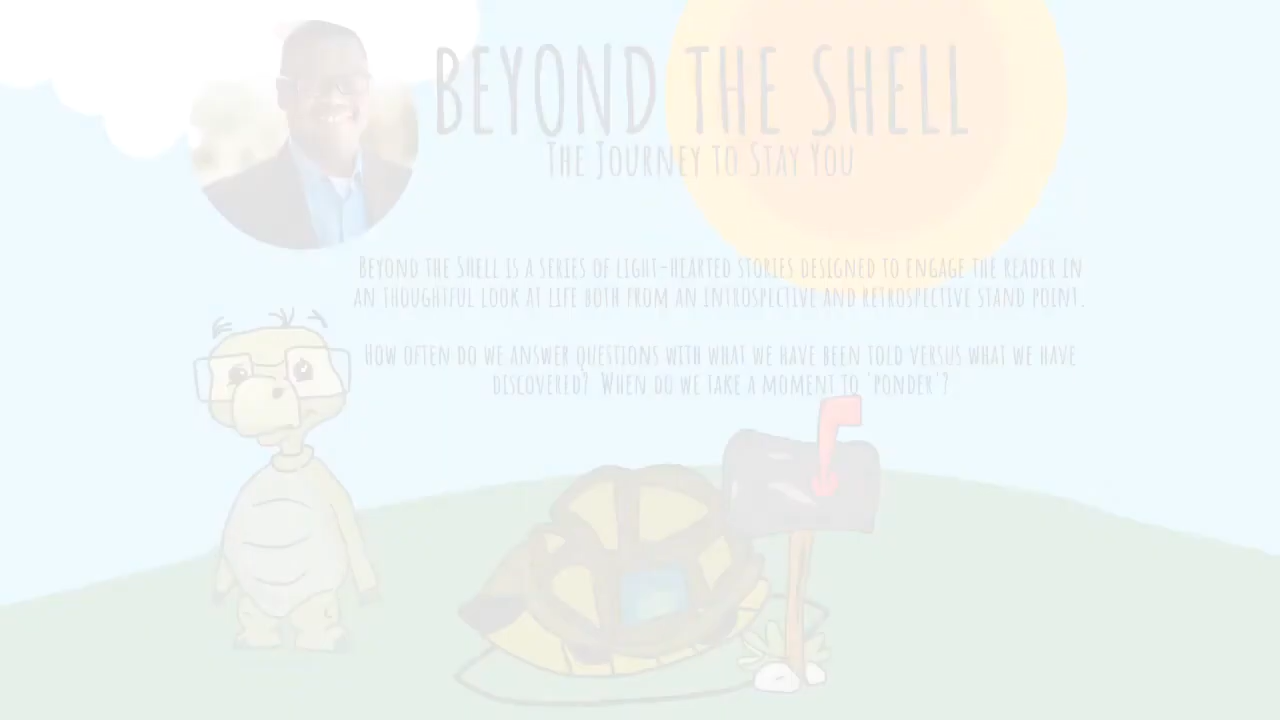 BEYOND THE SHELL
THE JOURNEY TO STAY YOU
BEYOND THE SHELL IS A SERIES OF LIGHT-HEARTED STORIES DESIGNED TO ENGAGE THE READER IN
AN THOUGHTFUL LOOK AT LIFE BOTH FROM AN INTROSPECTIVE AND RETROSPECTIVE STAND POINT.
HOW OFTEN DO WE ANSWER QUESTIONS WITH WHAT WE HAVE BEEN TOLD VERSUS WHAT WE HAVE
DISCOVERED? WHEN DO WE TAKE A MOMENT TO 'PONDER'?